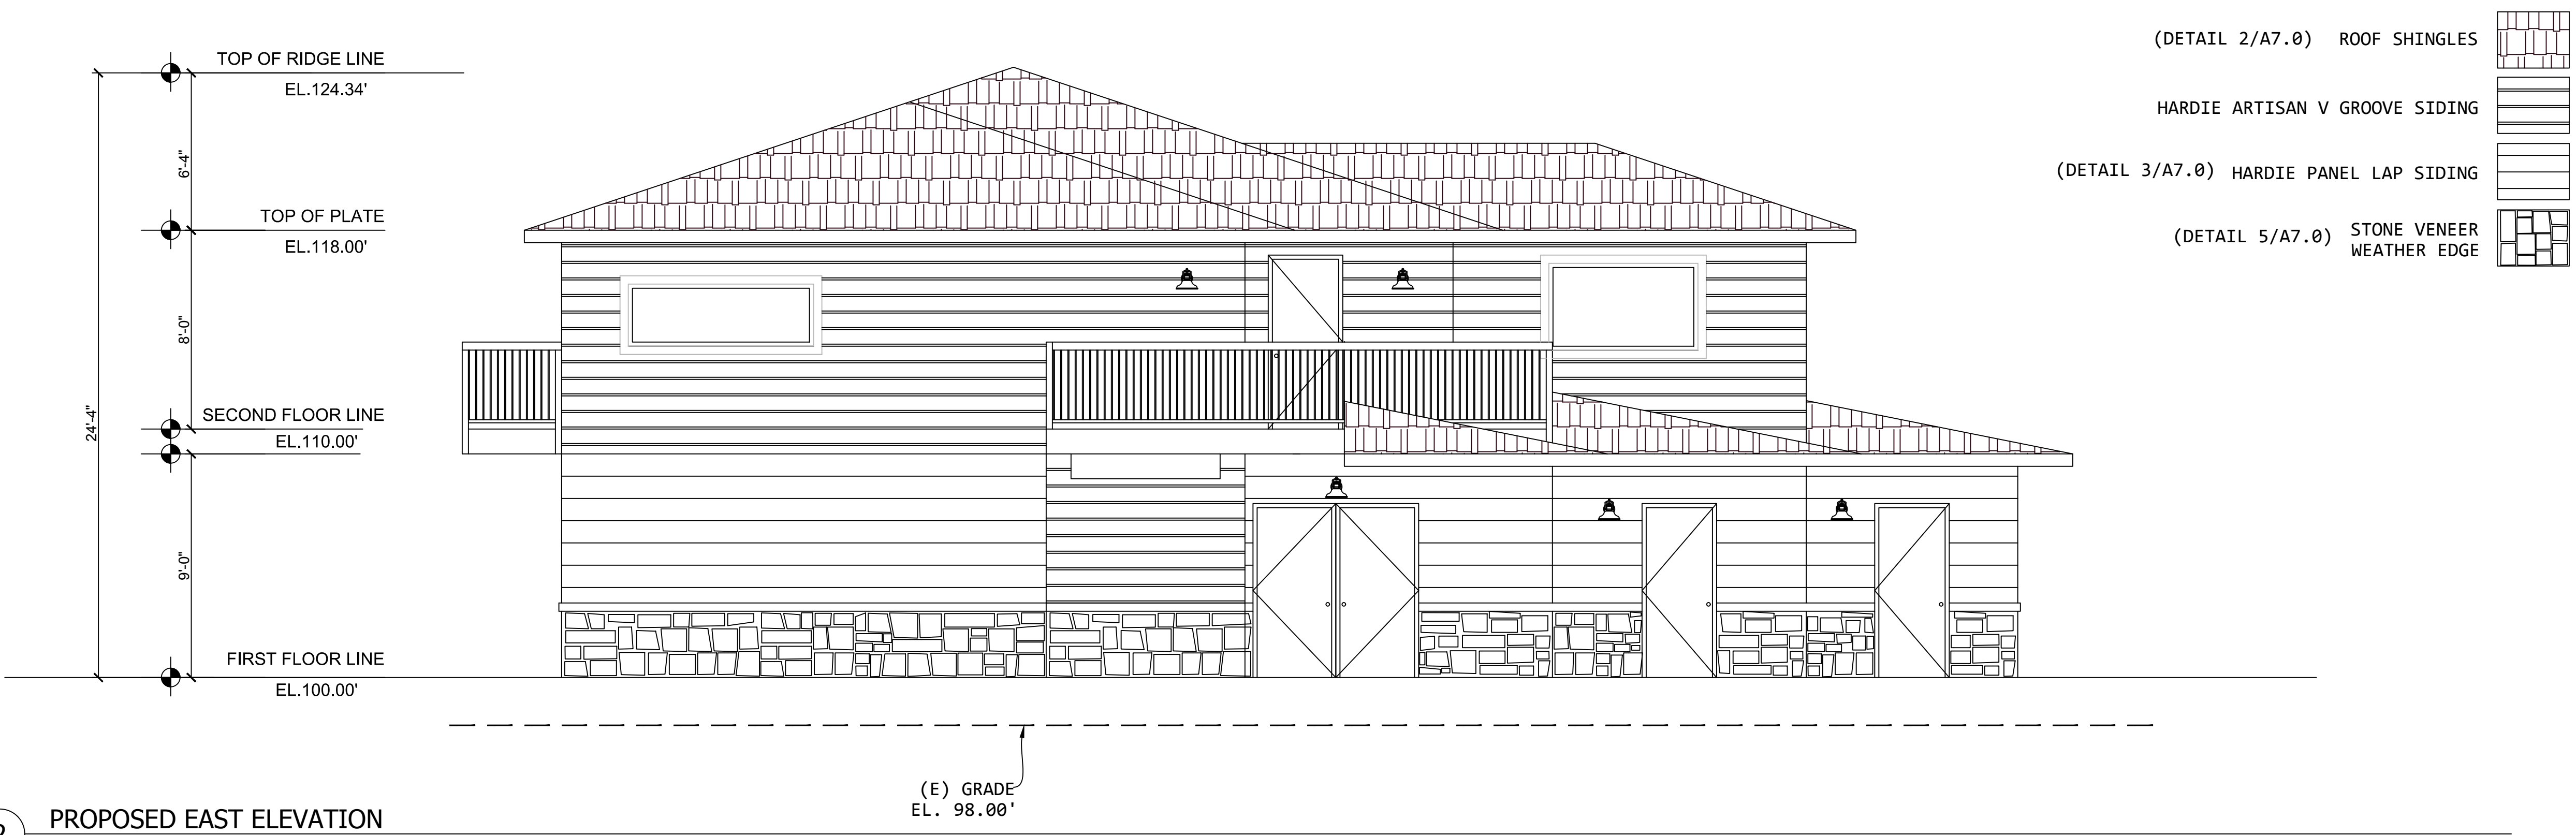 TOP OF RIDGE LINE
EL.124.34'
6'-4"
TOP OF PLATE
EL.118.00'
8'-0"
24'-4"
SECOND FLOOR LINE
EL.110.00'
9'-0"
FIRST FLOOR LINE
EL.100.00'
(DETAIL 2/A7.0) ROOF SHINGLES
HARDIE ARTISAN V GROOVE SIDING
(DETAIL 3/A7.0) HARDIE PANEL LAP SIDING
(DETAIL 5/A7.0) STONE VENEER
WEATHER EDGE
(E) GRADE
EL. 98.00'
PROPOSED EAST ELEVATION